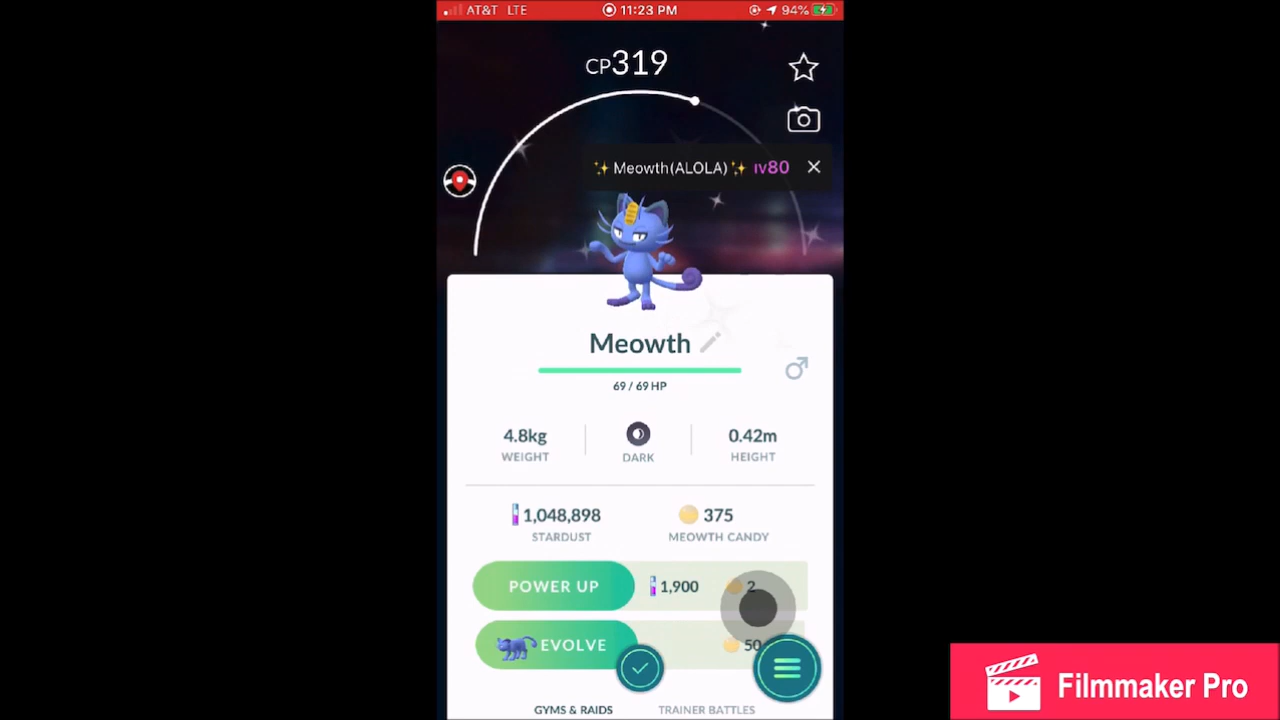 AT&T LTE 11:23 PM 94%
CP319
✨ Meowth(ALOLA) ✨ IV80 ×
Meowth
69 / 69 HP
4.8kg DARK 0.42m
WEIGHT HEIGHT
1,048,898 375
STARDUST MEOWTH CANDY
POWER UP 1,900 2
EVOLVE 50
GYMS & RAIDS TRAINER BATTLES
Filmmaker Pro